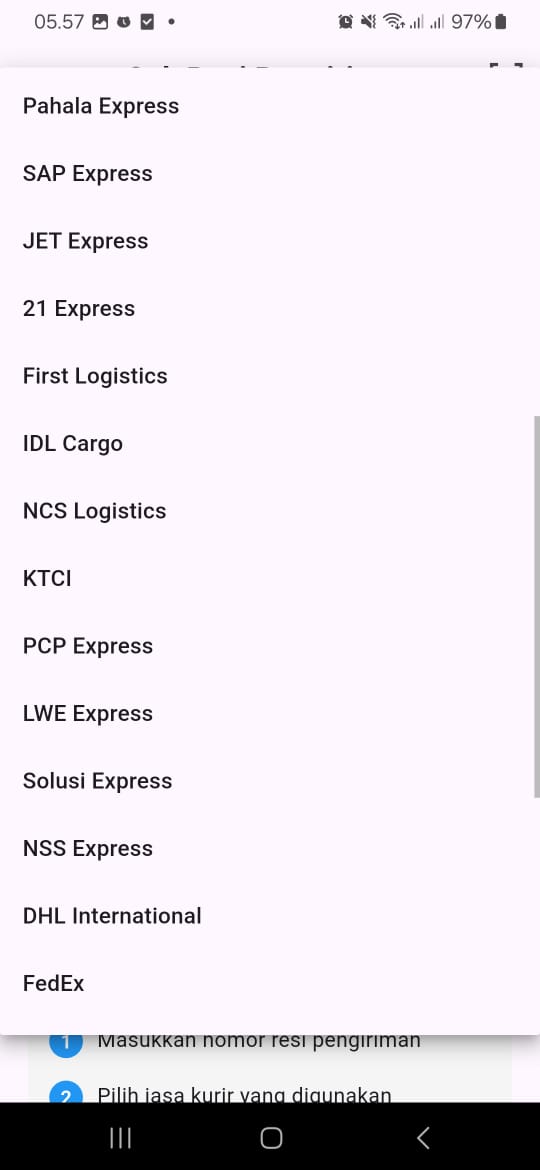 05.57
97%
Pahala Express
SAP Express
JET Express
21 Express
First Logistics
IDL Cargo
NCS Logistics
KTCI
PCP Express
LWE Express
Solusi Express
NSS Express
DHL International
FedEx
1 Masukkan nomor resi pengiriman
2 Pilih jasa kurir yang digunakan